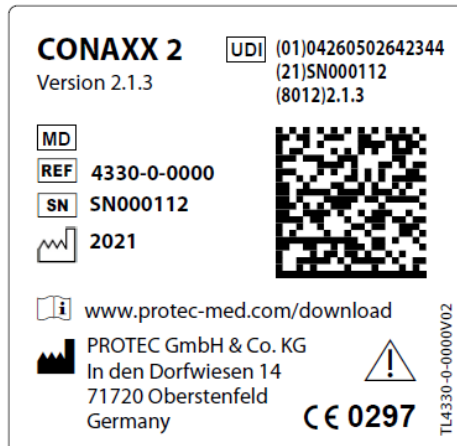 CONAXX 2
Version 2.1.3
UDI (01)04260502642344
(21)SN000112
(8012)2.1.3
MD
REF 4330-0-0000
SN SN000112
2021
i www.protec-med.com/download
PROTEC GmbH & Co. KG
In den Dorfwiesen 14
71720 Oberstenfeld
Germany
CE 0297
TL4330-0-0000V02